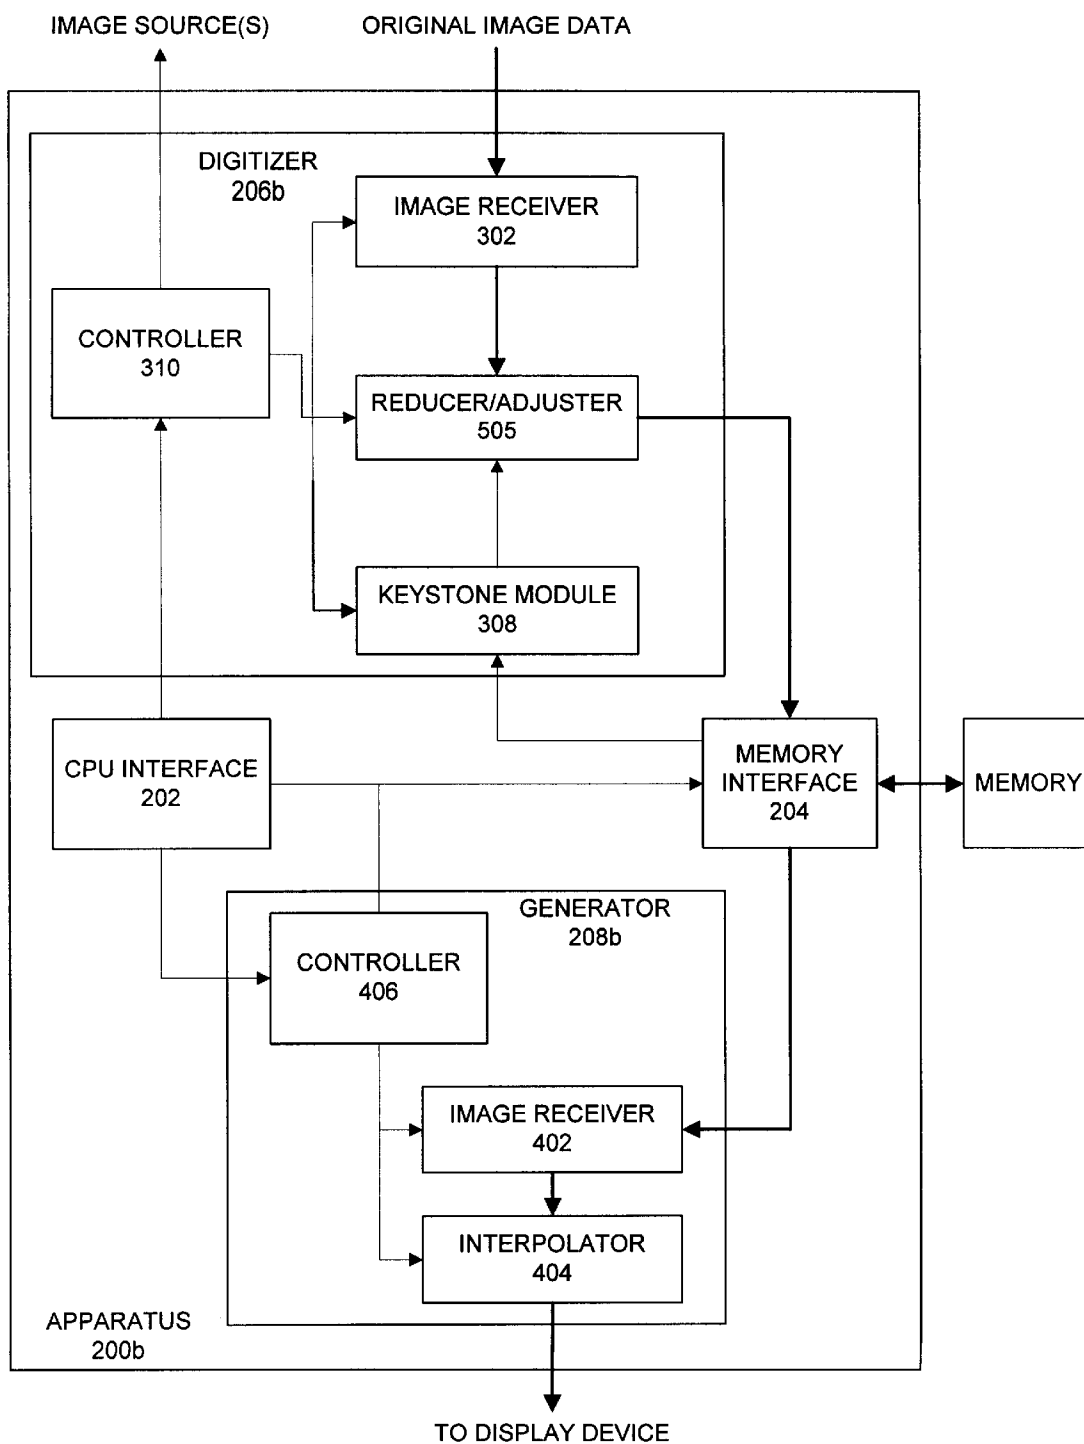 IMAGE SOURCE(S)
ORIGINAL IMAGE DATA
DIGITIZER
206b
IMAGE RECEIVER
302
CONTROLLER
310
REDUCER/ADJUSTER
505
KEYSTONE MODULE
308
CPU INTERFACE
202
MEMORY
INTERFACE
204
MEMORY
GENERATOR
208b
CONTROLLER
406
IMAGE RECEIVER
402
INTERPOLATOR
404
APPARATUS
200b
TO DISPLAY DEVICE